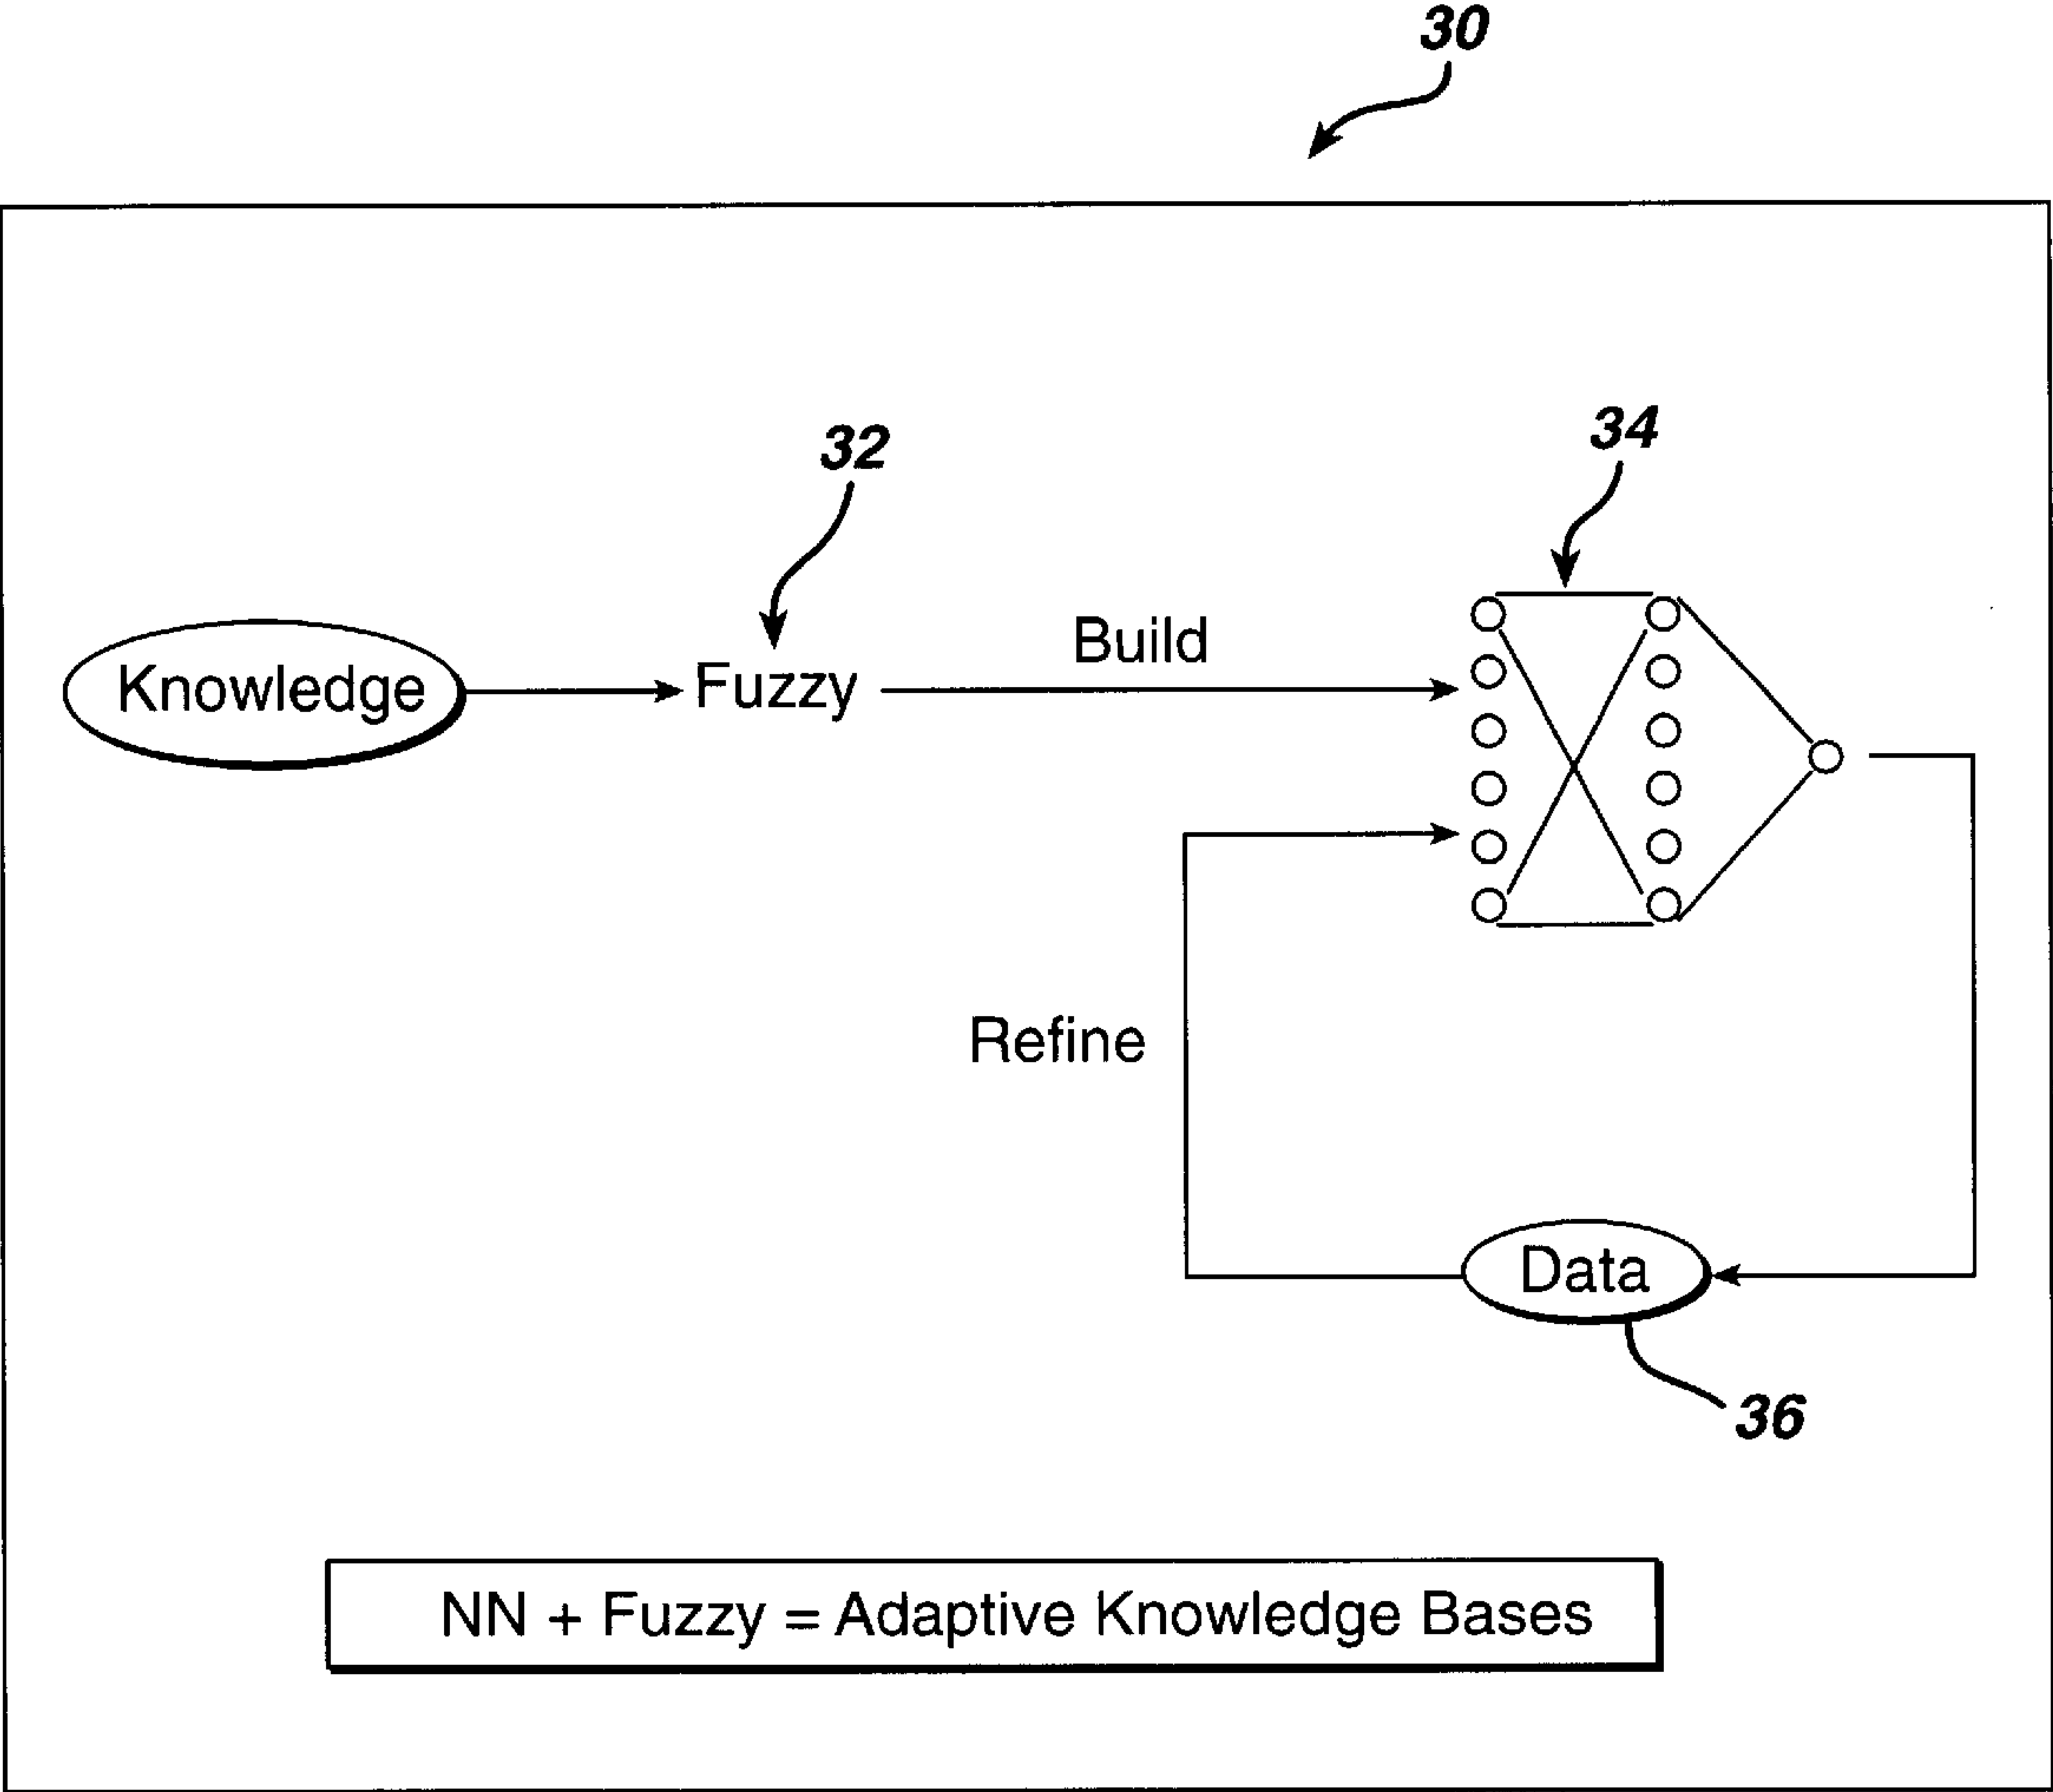 30
32
34
Knowledge
Fuzzy
Build
Refine
Data
36
NN + Fuzzy = Adaptive Knowledge Bases